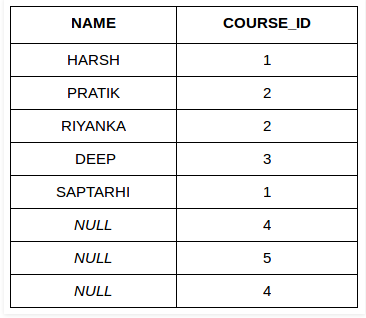 NAME COURSE_ID
HARSH 1
PRATIK 2
RIYANKA 2
DEEP 3
SAPTARHI 1
NULL 4
NULL 5
NULL 4